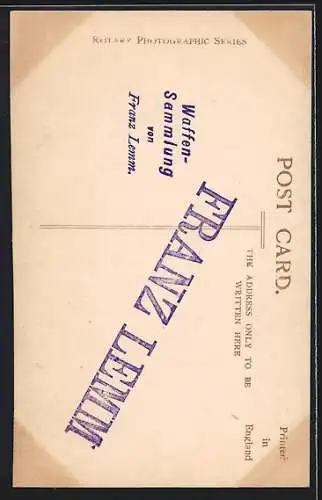 ROTARY PHOTOGRAPHIC SERIES
POST CARD.
THE ADDRESS ONLY TO BE
WRITTEN HERE
Printed
in
England
Waffen-
Sammlung
von
Franz Lemm.
FRANZ LEMM.